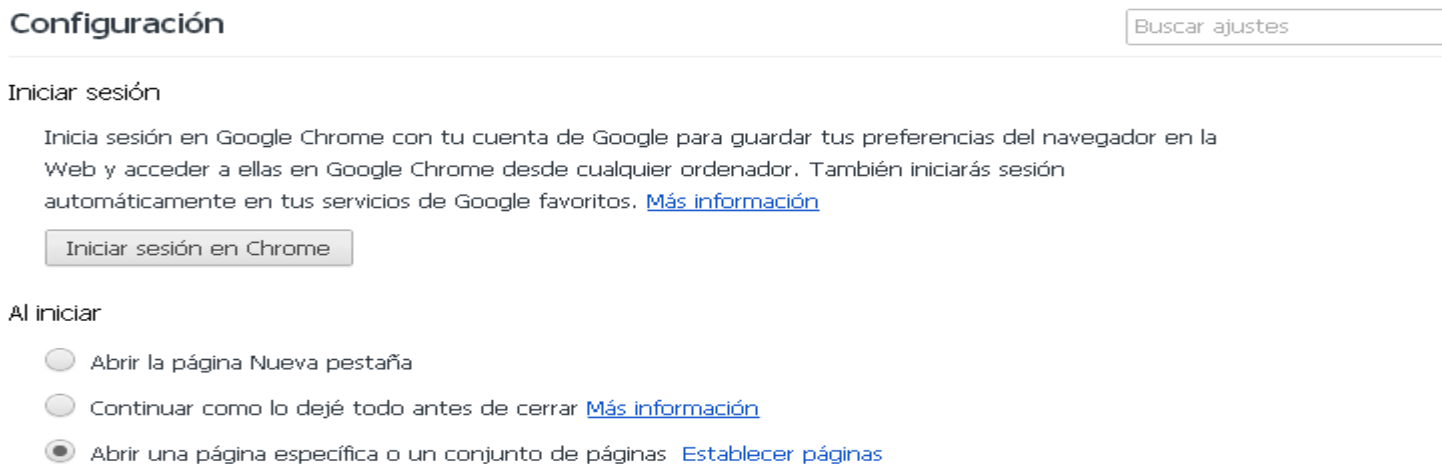 Configuración
Buscar ajustes
Iniciar sesión
Inicia sesión en Google Chrome con tu cuenta de Google para guardar tus preferencias del navegador en la
Web y acceder a ellas en Google Chrome desde cualquier ordenador. También iniciarás sesión
automáticamente en tus servicios de Google favoritos. Más información
Iniciar sesión en Chrome
Al iniciar
Abrir la página Nueva pestaña
Continuar como lo dejé todo antes de cerrar Más información
Abrir una página específica o un conjunto de páginas Establecer páginas